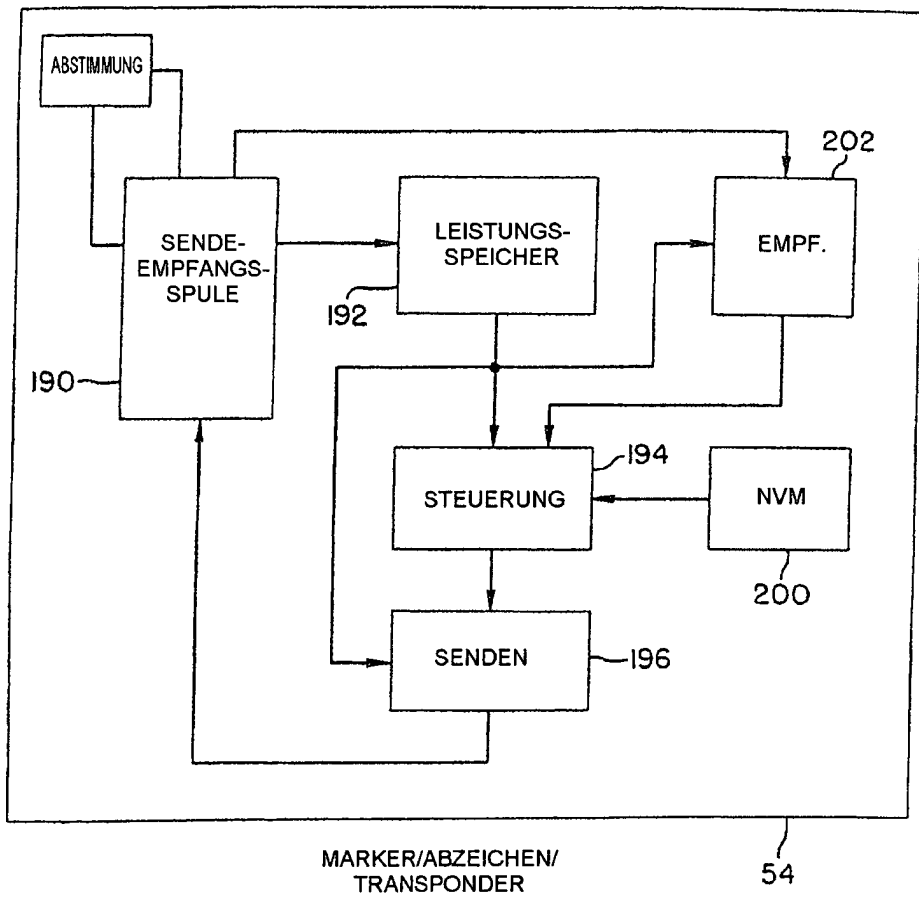 ABSTIMMUNG
202
SENDE-
EMPFANGS-
SPULE
LEISTUNGS-
SPEICHER
EMPF.
192
190
194
STEUERUNG
NVM
200
SENDEN
196
MARKER/ABZEICHEN/
TRANSPONDER
54